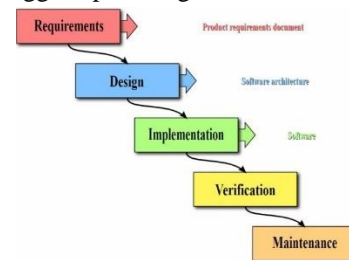 Requirements
Product requirements document
Design
Software architecture
Implementation
Software
Verification
Maintenance